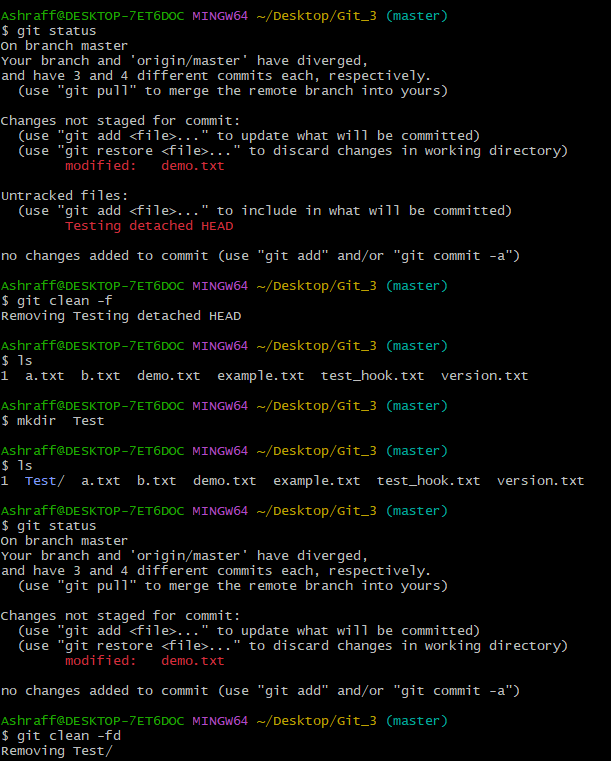 Ashraff@DESKTOP-7ET6DOC MINGW64 ~/Desktop/Git_3 (master)
$ git status
On branch master
Your branch and 'origin/master' have diverged,
and have 3 and 4 different commits each, respectively.
  (use "git pull" to merge the remote branch into yours)

Changes not staged for commit:
  (use "git add <file>..." to update what will be committed)
  (use "git restore <file>..." to discard changes in working directory)
        modified:   demo.txt

Untracked files:
  (use "git add <file>..." to include in what will be committed)
        Testing detached HEAD

no changes added to commit (use "git add" and/or "git commit -a")

Ashraff@DESKTOP-7ET6DOC MINGW64 ~/Desktop/Git_3 (master)
$ git clean -f
Removing Testing detached HEAD

Ashraff@DESKTOP-7ET6DOC MINGW64 ~/Desktop/Git_3 (master)
$ ls
1  a.txt  b.txt  demo.txt  example.txt  test_hook.txt  version.txt

Ashraff@DESKTOP-7ET6DOC MINGW64 ~/Desktop/Git_3 (master)
$ mkdir  Test

Ashraff@DESKTOP-7ET6DOC MINGW64 ~/Desktop/Git_3 (master)
$ ls
1  Test/  a.txt  b.txt  demo.txt  example.txt  test_hook.txt  version.txt

Ashraff@DESKTOP-7ET6DOC MINGW64 ~/Desktop/Git_3 (master)
$ git status
On branch master
Your branch and 'origin/master' have diverged,
and have 3 and 4 different commits each, respectively.
  (use "git pull" to merge the remote branch into yours)

Changes not staged for commit:
  (use "git add <file>..." to update what will be committed)
  (use "git restore <file>..." to discard changes in working directory)
        modified:   demo.txt

no changes added to commit (use "git add" and/or "git commit -a")

Ashraff@DESKTOP-7ET6DOC MINGW64 ~/Desktop/Git_3 (master)
$ git clean -fd
Removing Test/